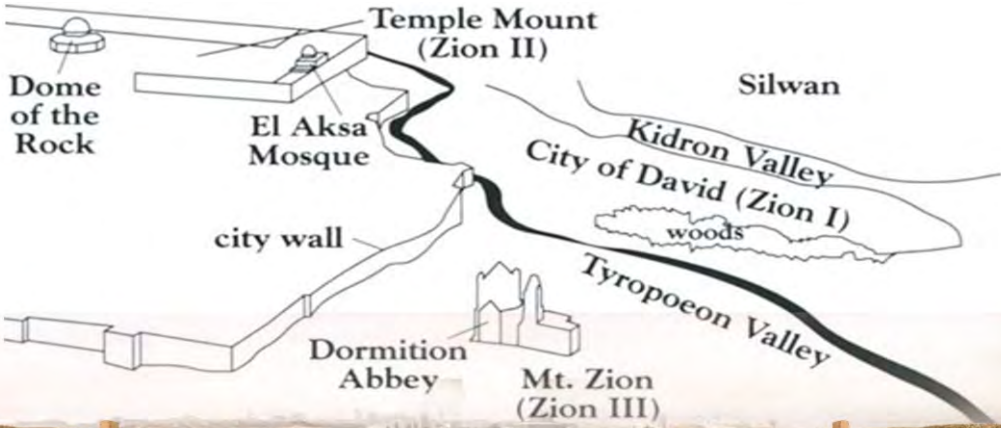 Temple Mount
(Zion II)
Dome
of the
Rock
El Aksa
Mosque
Silwan
Kidron Valley
City of David (Zion I)
woods
city wall
Tyropoeon Valley
Dormition
Abbey
Mt. Zion
(Zion III)